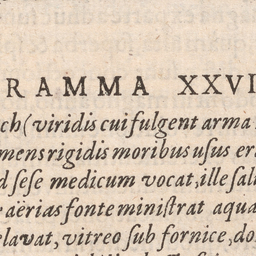 RAMMA XXVI
ch (viridis cui fulgent arma
mens rigidis moribus uſus er
d ſeſe medicum vocat, ille ſal
e aërias fonte miniſtrat aqua
elavat, vitreo ſub fornice, do